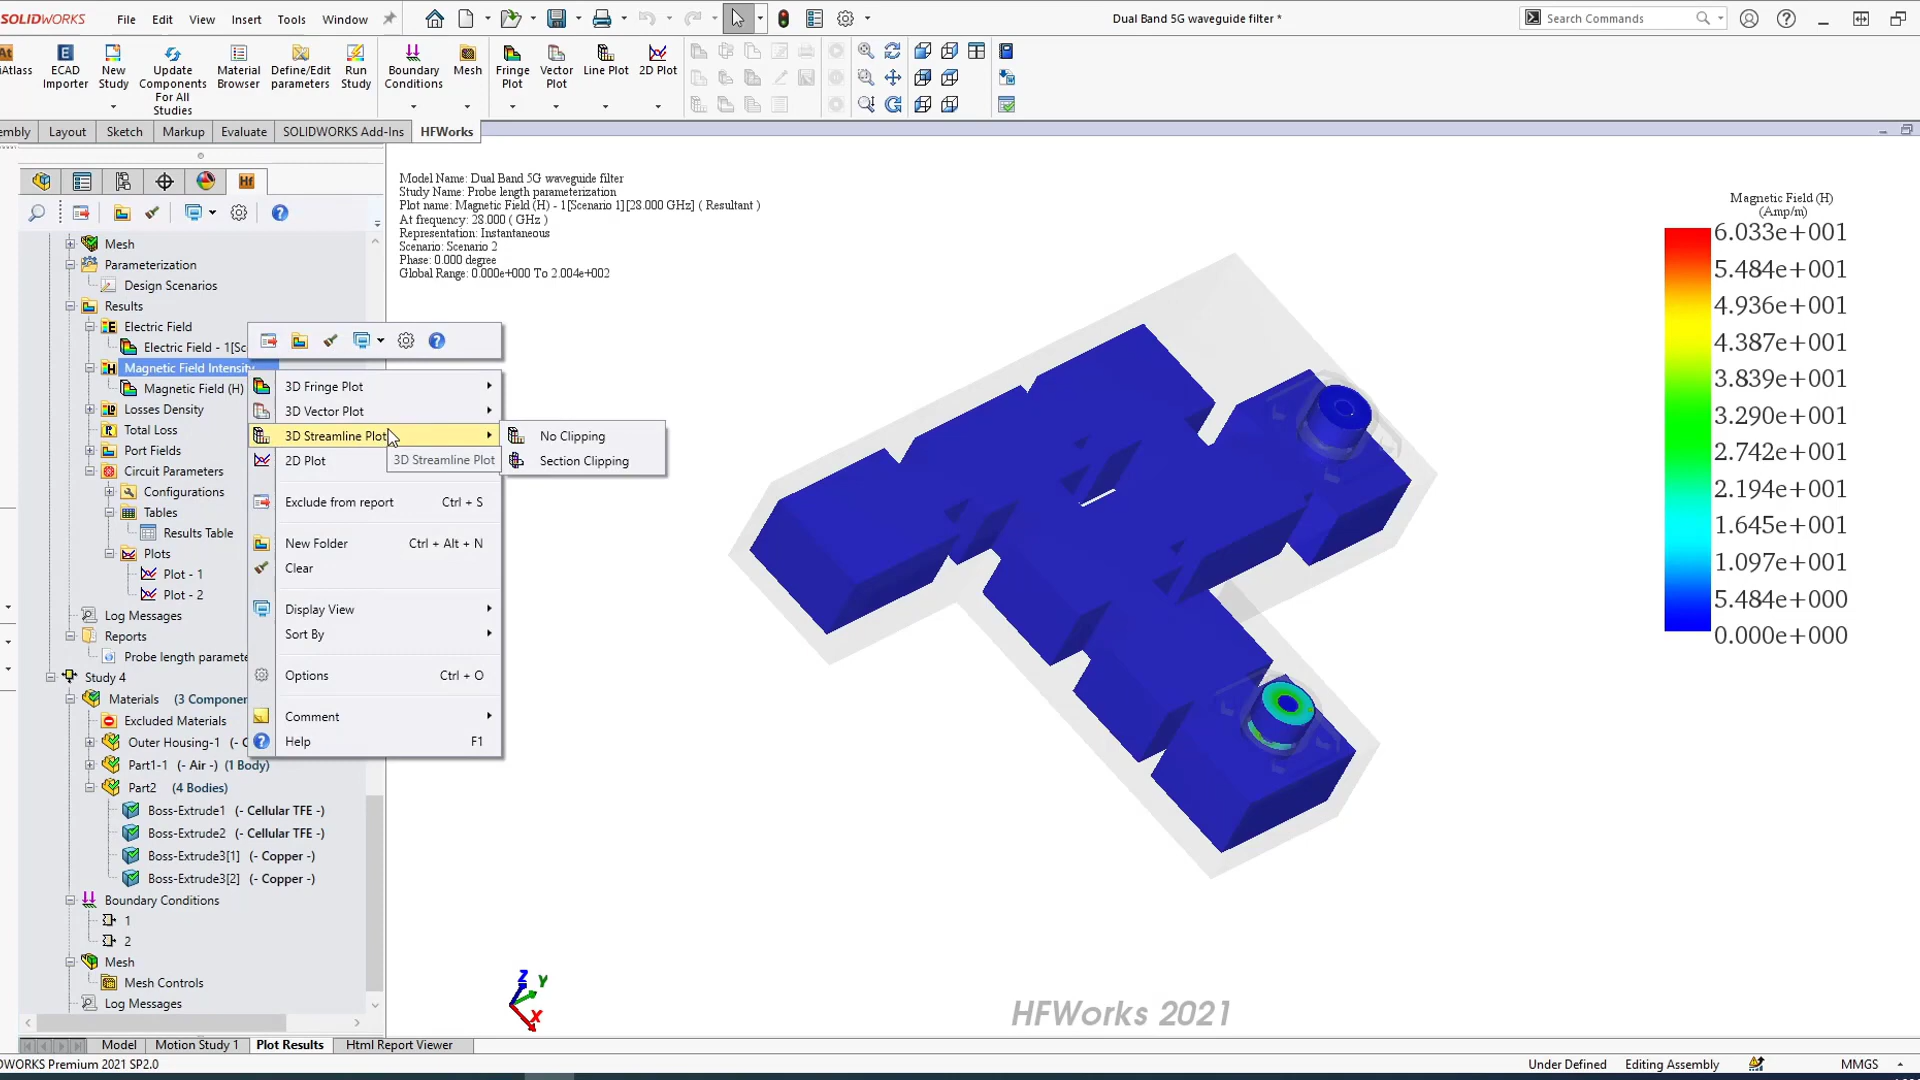 SOLIDWORKS
File
Edit
View
Insert
Tools
Window
Dual Band 5G waveguide filter *
Search Commands
Atlass
ECAD Importer
New Study
Update Components For All Studies
Material Browser
Define/Edit parameters
Run Study
Boundary Conditions
Mesh
Fringe Plot
Vector Plot
Line Plot
2D Plot
embly
Layout
Sketch
Markup
Evaluate
SOLIDWORKS Add-Ins
HFWorks
Mesh
Parameterization
Design Scenarios
Results
Electric Field
Electric Field - 1[Sc
Magnetic Field Intensity
Magnetic Field (H)
Losses Density
Total Loss
Port Fields
Circuit Parameters
Configurations
Tables
Results Table
Plots
Plot - 1
Plot - 2
Log Messages
Reports
Probe length paramete
Study 4
Materials (3 Componen
Excluded Materials
Outer Housing-1 (- C
Part1-1 (- Air -) (1 Body)
Part2 (4 Bodies)
Boss-Extrude1 (- Cellular TFE -)
Boss-Extrude2 (- Cellular TFE -)
Boss-Extrude3[1] (- Copper -)
Boss-Extrude3[2] (- Copper -)
Boundary Conditions
1
2
Mesh
Mesh Controls
Log Messages
3D Fringe Plot
3D Vector Plot
3D Streamline Plot
2D Plot
3D Streamline Plot
Exclude from report Ctrl + S
New Folder Ctrl + Alt + N
Clear
Display View
Sort By
Options Ctrl + O
Comment
Help F1
No Clipping
Section Clipping
Model Name: Dual Band 5G waveguide filter
Study Name: Probe length parameterization
Plot name: Magnetic Field (H) - 1[Scenario 1][28.000 GHz] ( Resultant )
At frequency: 28.000 ( GHz )
Representation: Instantaneous
Scenario: Scenario 2
Phase: 0.000 degree
Global Range: 0.000e+000 To 2.004e+002
Magnetic Field (H)
(Amp/m)
6.033e+001
5.484e+001
4.936e+001
4.387e+001
3.839e+001
3.290e+001
2.742e+001
2.194e+001
1.645e+001
1.097e+001
5.484e+000
0.000e+000
Z
Y
X
HFWorks 2021
Model
Motion Study 1
Plot Results
Html Report Viewer
DWORKS Premium 2021 SP2.0
Under Defined
Editing Assembly
MMGS